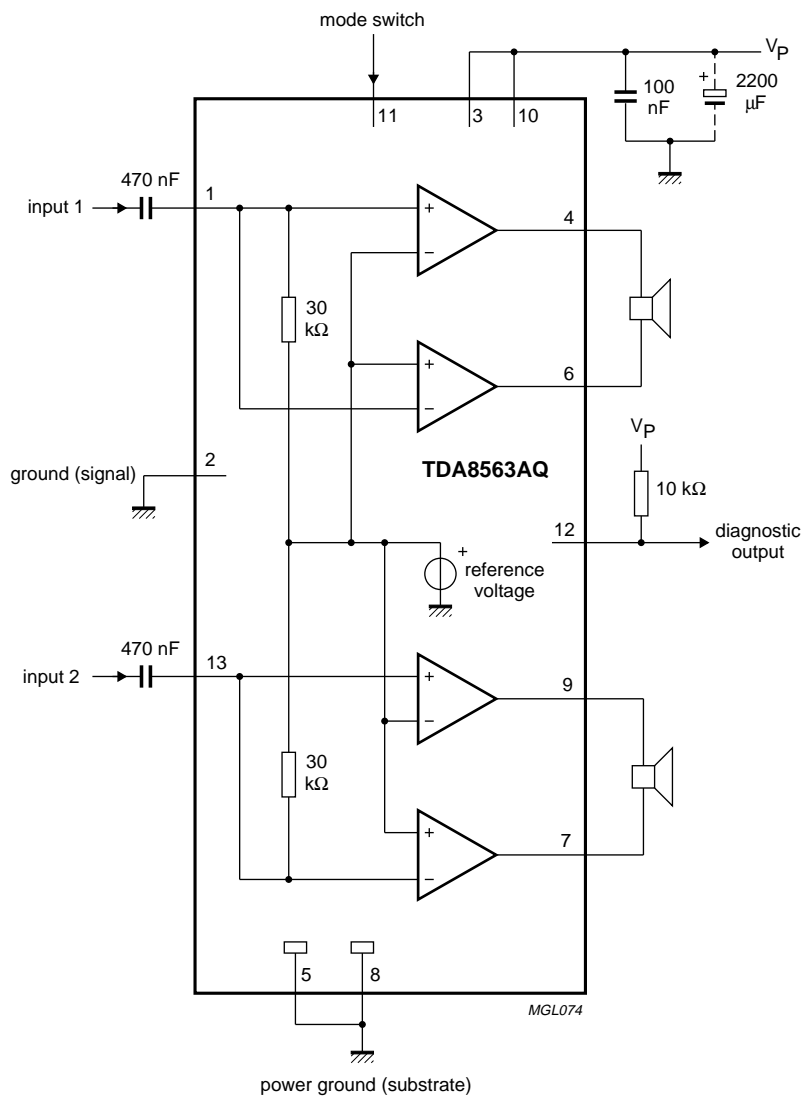 mode switch
V P
11
3
10
100 nF
+
2200 µF
470 nF
input 1
1
+
−
4
30 kΩ
+
−
6
ground (signal)
2
TDA8563AQ
V P
10 kΩ
12
diagnostic output
+
reference voltage
470 nF
input 2
13
+
−
9
30 kΩ
+
−
7
5
8
MGL074
power ground (substrate)